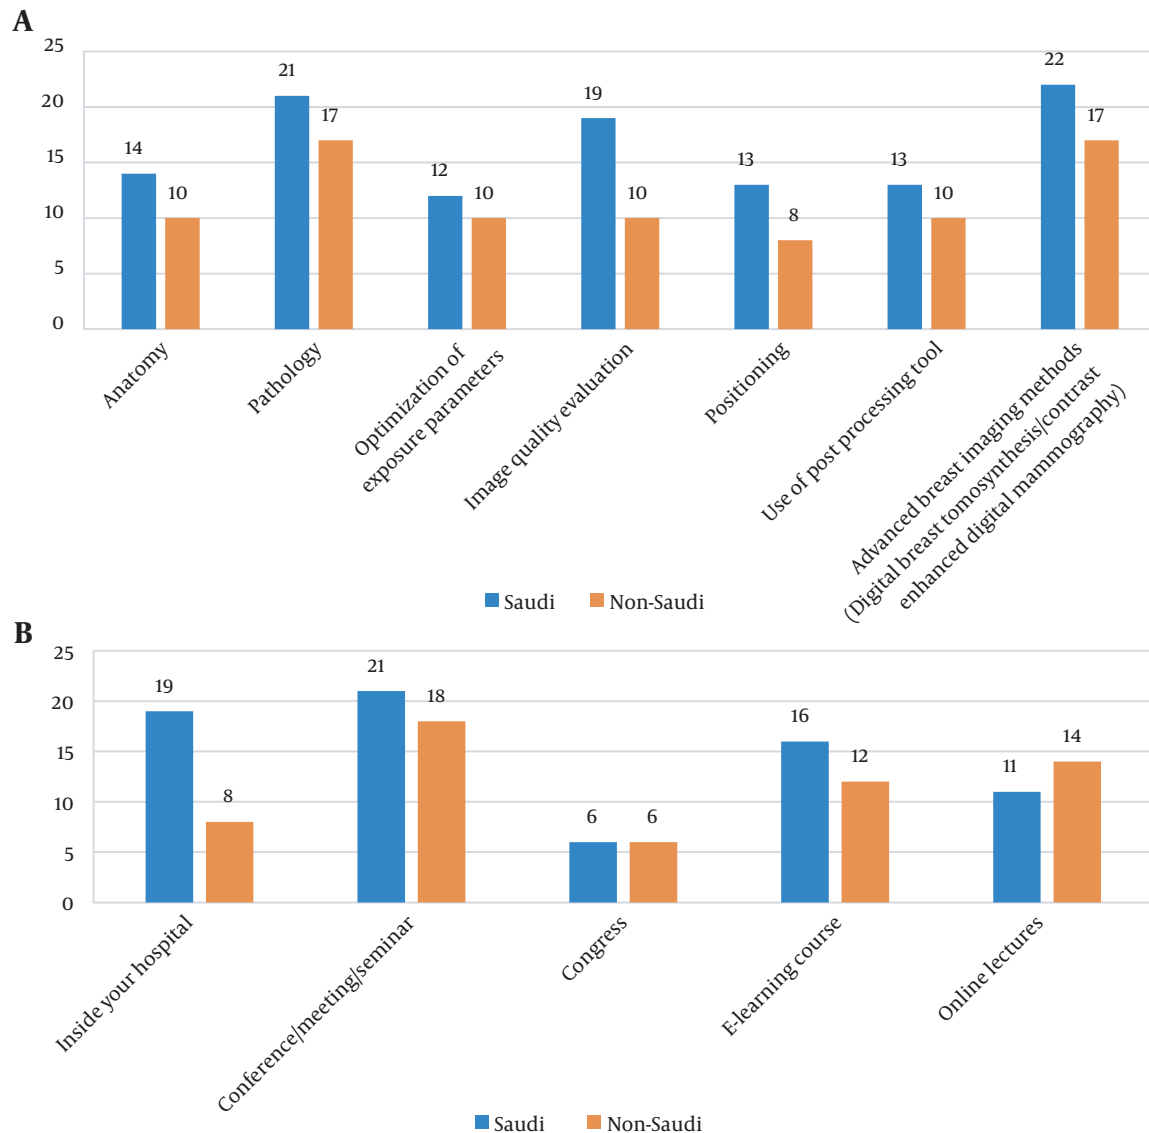 A
25
20
15
10
5
0
14
10
21
17
12
10
19
10
13
8
13
10
22
17
Anatomy
Pathology
Optimization of
exposure parameters
Image quality evaluation
Positioning
Use of post processing tool
Advanced breast imaging methods
(Digital breast tomosynthesis/contrast
enhanced digital mammography)
Saudi Non-Saudi
B
25
20
15
10
5
0
19
8
21
18
6
6
16
12
11
14
Inside your hospital
Conference/meeting/seminar
Congress
E-learning course
Online lectures
Saudi Non-Saudi